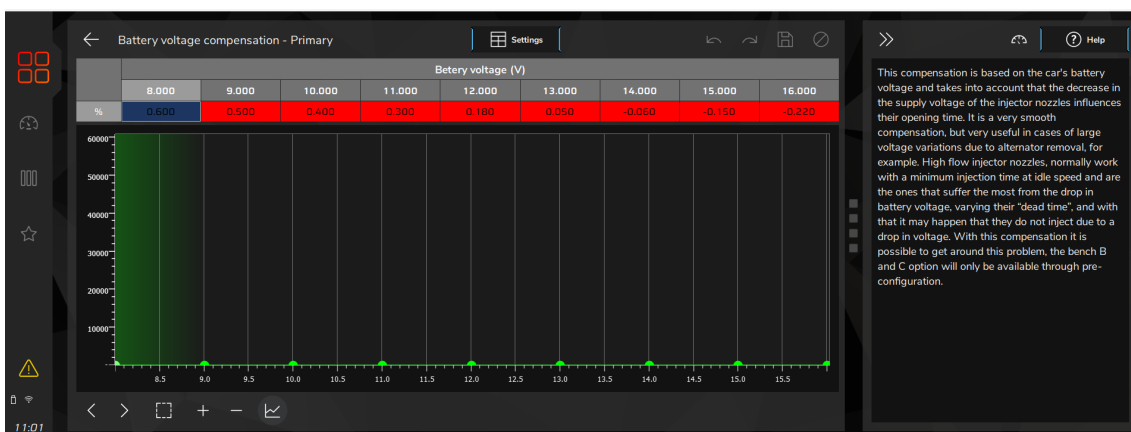 Battery voltage compensation - Primary
Settings
Help
Betery voltage (V)
8.000 9.000 10.000 11.000 12.000 13.000 14.000 15.000 16.000
% 0.600 0.500 0.400 0.300 0.180 0.050 -0.060 -0.150 -0.220
60000
50000
40000
30000
20000
10000
8.5 9.0 9.5 10.0 10.5 11.0 11.5 12.0 12.5 13.0 13.5 14.0 14.5 15.0 15.5
11:01
This compensation is based on the car's battery
voltage and takes into account that the decrease in
the supply voltage of the injector nozzles influences
their opening time. It is a very smooth
compensation, but very useful in cases of large
voltage variations due to alternator removal, for
example. High flow injector nozzles, normally work
with a minimum injection time at idle speed and are
the ones that suffer the most from the drop in
battery voltage, varying their “dead time”, and with
that it may happen that they do not inject due to a
drop in voltage. With this compensation it is
possible to get around this problem, the bench B
and C option will only be available through pre-
configuration.